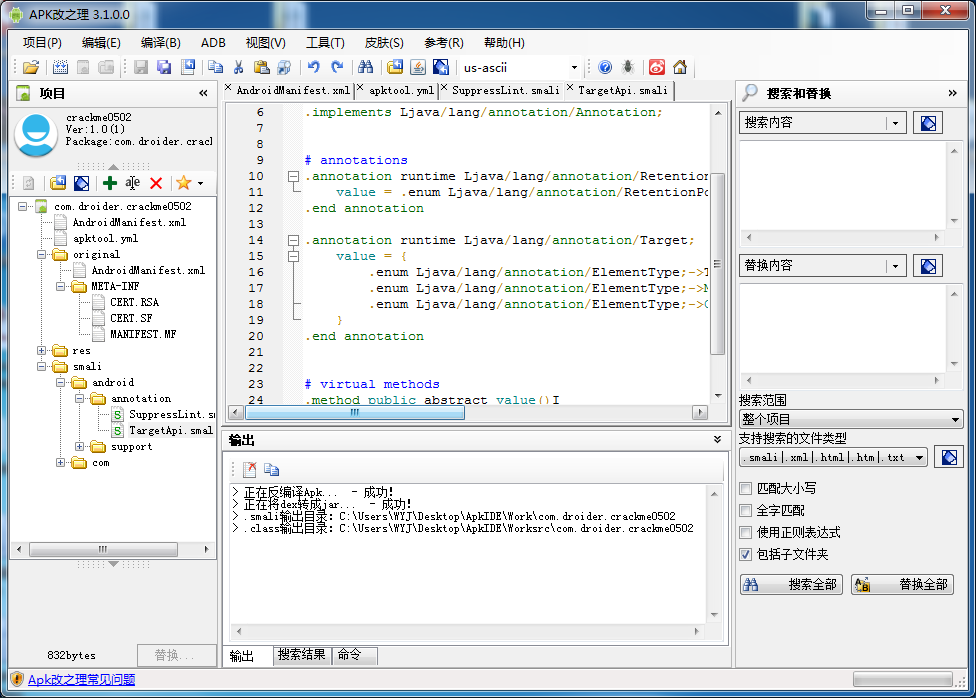 APK改之理 3.1.0.0
项目(P) 编辑(E) 编译(B) ADB 视图(V) 工具(T) 皮肤(S) 参考(R) 帮助(H)
us-ascii
项目
crackme0502
Ver:1.0(1)
Package:com.droider.crac
com.droider.crackme0502
AndroidManifest.xml
apktool.yml
original
AndroidManifest.xml
META-INF
CERT.RSA
CERT.SF
MANIFEST.MF
res
smali
android
annotation
SuppressLint.sm
TargetApi.smal
support
com
832bytes
替换...
AndroidManifest.xml apktool.yml SuppressLint.smali TargetApi.smali
6 .implements Ljava/lang/annotation/Annotation;
7
8
9 # annotations
10 .annotation runtime Ljava/lang/annotation/Retention
11 value = .enum Ljava/lang/annotation/RetentionPo
12 .end annotation
13
14 .annotation runtime Ljava/lang/annotation/Target;
15 value = {
16 .enum Ljava/lang/annotation/ElementType;->T
17 .enum Ljava/lang/annotation/ElementType;->M
18 .enum Ljava/lang/annotation/ElementType;->C
19 }
20 .end annotation
21
22
23 # virtual methods
24 .method public abstract value()I
输出
> 正在反编译Apk... - 成功!
> 正在将dex转成jar... - 成功!
> .smali输出目录: C:\Users\WYJ\Desktop\ApkIDE\Work\com.droider.crackme0502
> .class输出目录: C:\Users\WYJ\Desktop\ApkIDE\Worksrc\com.droider.crackme0502
输出 搜索结果 命令
搜索和替换
搜索内容
替换内容
搜索范围
整个项目
支持搜索的文件类型
.smali|.xml|.html|.htm|.txt
匹配大小写
全字匹配
使用正则表达式
包括子文件夹
搜索全部 替换全部
Apk改之理常见问题